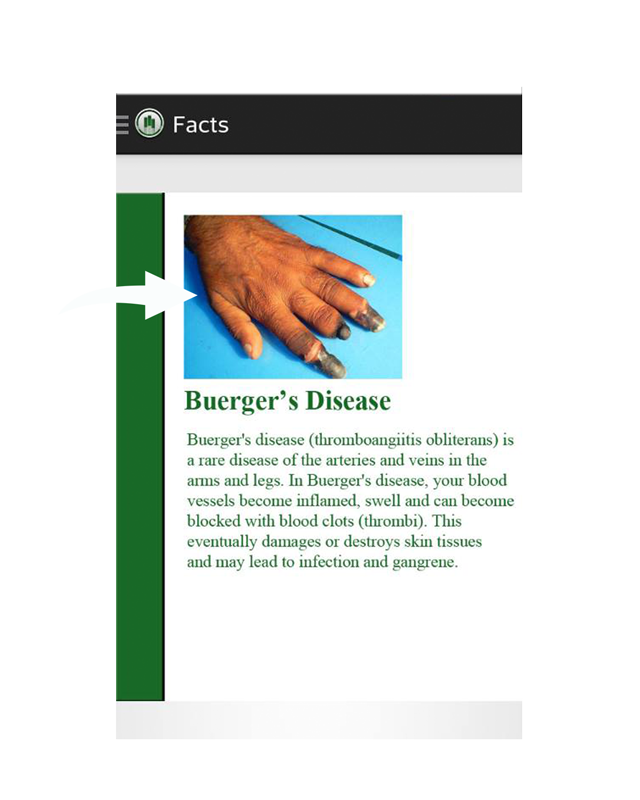 Facts
Buerger’s Disease
Buerger's disease (thromboangiitis obliterans) is
a rare disease of the arteries and veins in the
arms and legs. In Buerger's disease, your blood
vessels become inflamed, swell and can become
blocked with blood clots (thrombi). This
eventually damages or destroys skin tissues
and may lead to infection and gangrene.